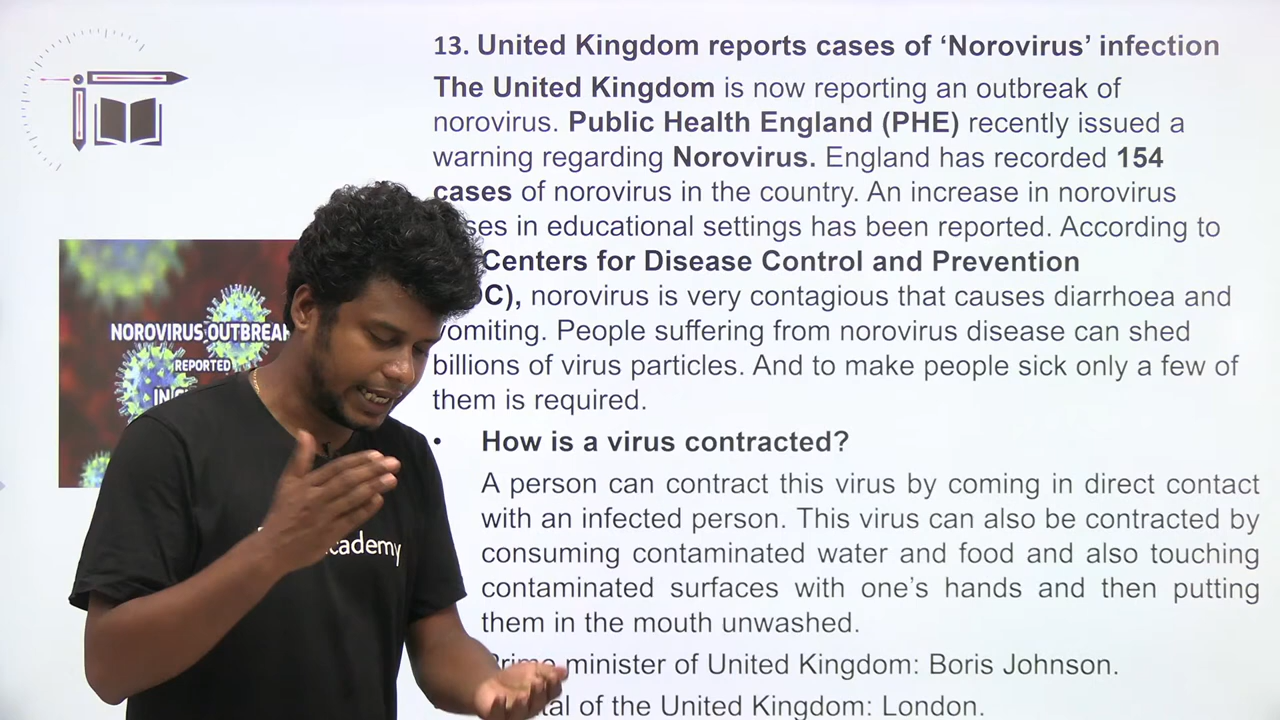 13. United Kingdom reports cases of ‘Norovirus’ infection
The United Kingdom is now reporting an outbreak of
norovirus. Public Health England (PHE) recently issued a
warning regarding Norovirus. England has recorded 154
cases of norovirus in the country. An increase in norovirus
in educational settings has been reported. According to
Centers for Disease Control and Prevention
norovirus is very contagious that causes diarrhoea and
vomiting. People suffering from norovirus disease can shed
billions of virus particles. And to make people sick only a few of
them is required.
• How is a virus contracted?
A person can contract this virus by coming in direct contact
with an infected person. This virus can also be contracted by
consuming contaminated water and food and also touching
contaminated surfaces with one’s hands and then putting
them in the mouth unwashed.
Prime minister of United Kingdom: Boris Johnson.
of the United Kingdom: London.
NOROVIRUS OUTBREAK
REPORTED